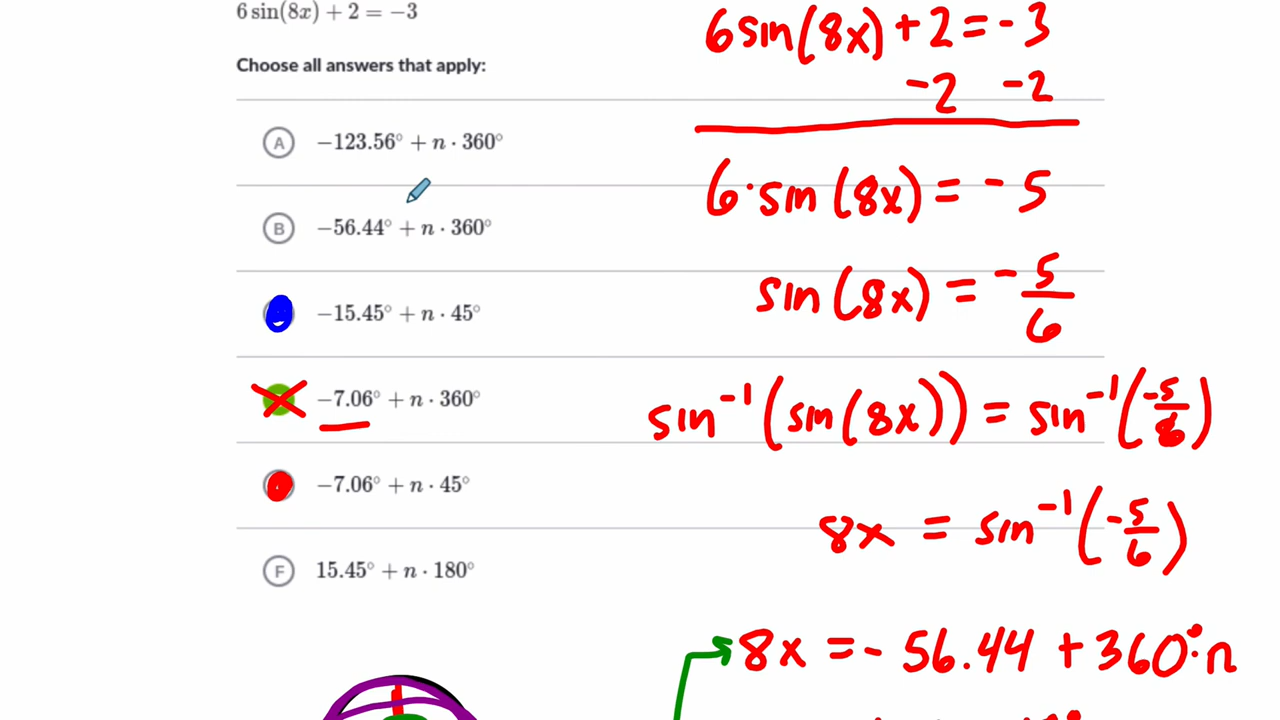 6 sin(8x) + 2 = −3
Choose all answers that apply:
A −123.56° + n · 360°
B −56.44° + n · 360°
−15.45° + n · 45°
−7.06° + n · 360°
−7.06° + n · 45°
F 15.45° + n · 180°
6sin(8x)+2=-3
-2 -2
6·sin(8x)=-5
sin(8x)=-5/6
sin⁻¹(sin(8x))=sin⁻¹(-5/6)
8x=sin⁻¹(-5/6)
8x=-56.44+360°·n